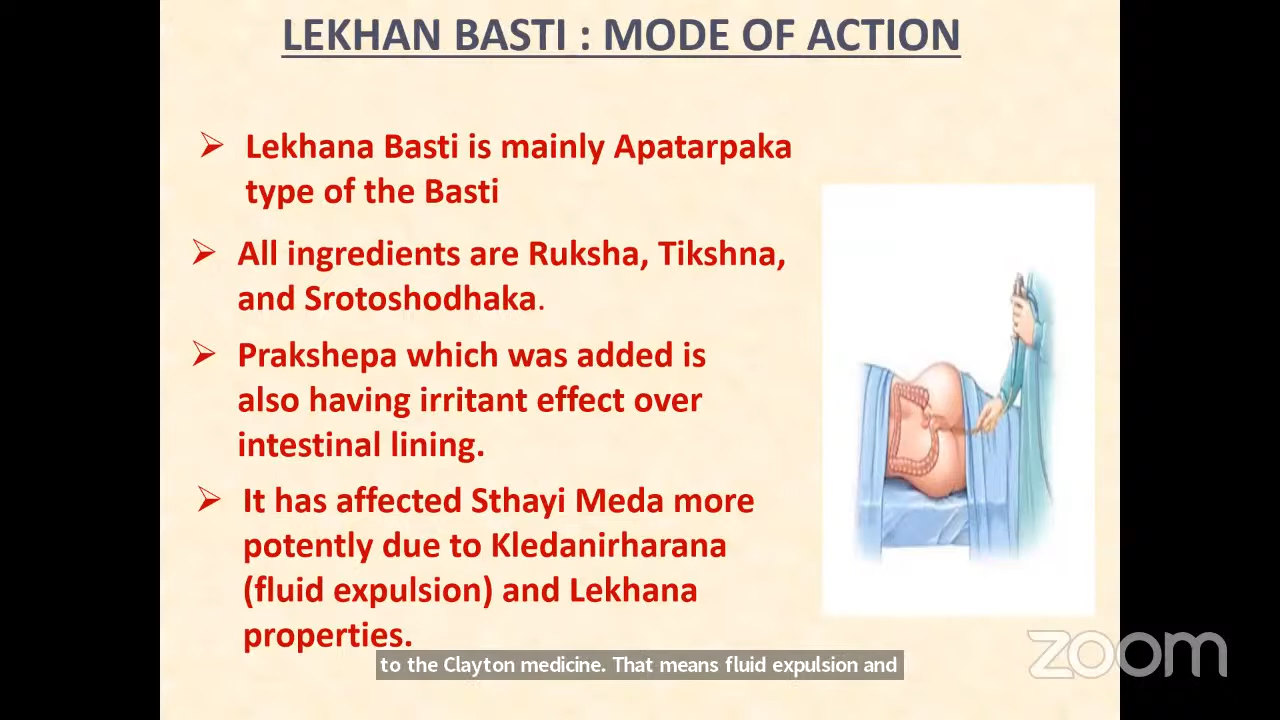 LEKHAN BASTI : MODE OF ACTION
➢ Lekhana Basti is mainly Apatarpaka
type of the Basti
➢ All ingredients are Ruksha, Tikshna,
and Srotoshodhaka.
➢ Prakshepa which was added is
also having irritant effect over
intestinal lining.
➢ It has affected Sthayi Meda more
potently due to Kledanirharana
(fluid expulsion) and Lekhana
properties.
to the Clayton medicine. That means fluid expulsion and
zoom